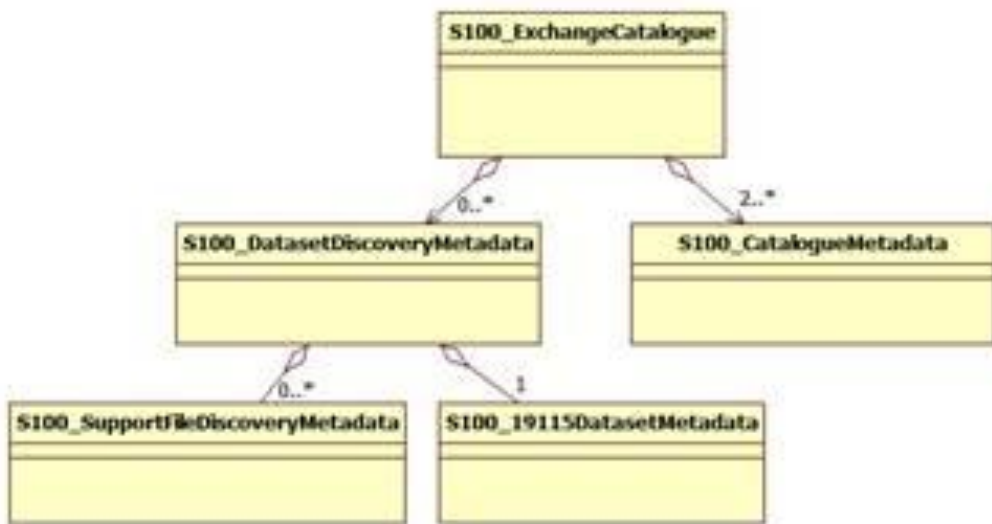 S100_ExchangeCatalogue
0..*
2..*
S100_DatasetDiscoveryMetadata
S100_CatalogueMetadata
0..*
1
S100_SupportFileDiscoveryMetadata
S100_19115DatasetMetadata